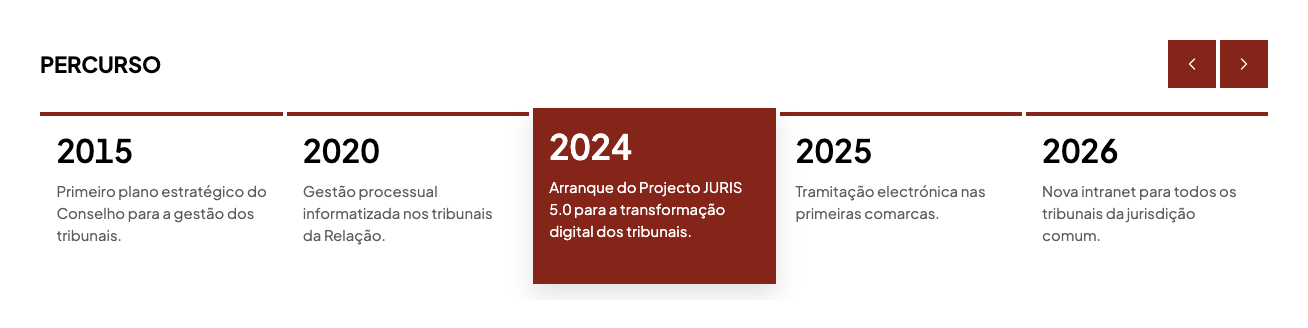 PERCURSO
2015
Primeiro plano estratégico do
Conselho para a gestão dos
tribunais.
2020
Gestão processual
informatizada nos tribunais
da Relação.
2024
Arranque do Projecto JURIS
5.0 para a transformação
digital dos tribunais.
2025
Tramitação electrónica nas
primeiras comarcas.
2026
Nova intranet para todos os
tribunais da jurisdição
comum.